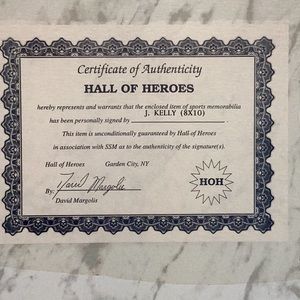 Certificate of Authenticity
HALL OF HEROES
hereby represents and warrants that the enclosed item of sports memorabilia
has been personally signed by J. KELLY (8X10).
This item is unconditionally guaranteed by Hall of Heroes
in association with SSM as to the authenticity of the signature(s).
Hall of Heroes Garden City, NY
David Margolis
By:
David Margolis
HOH